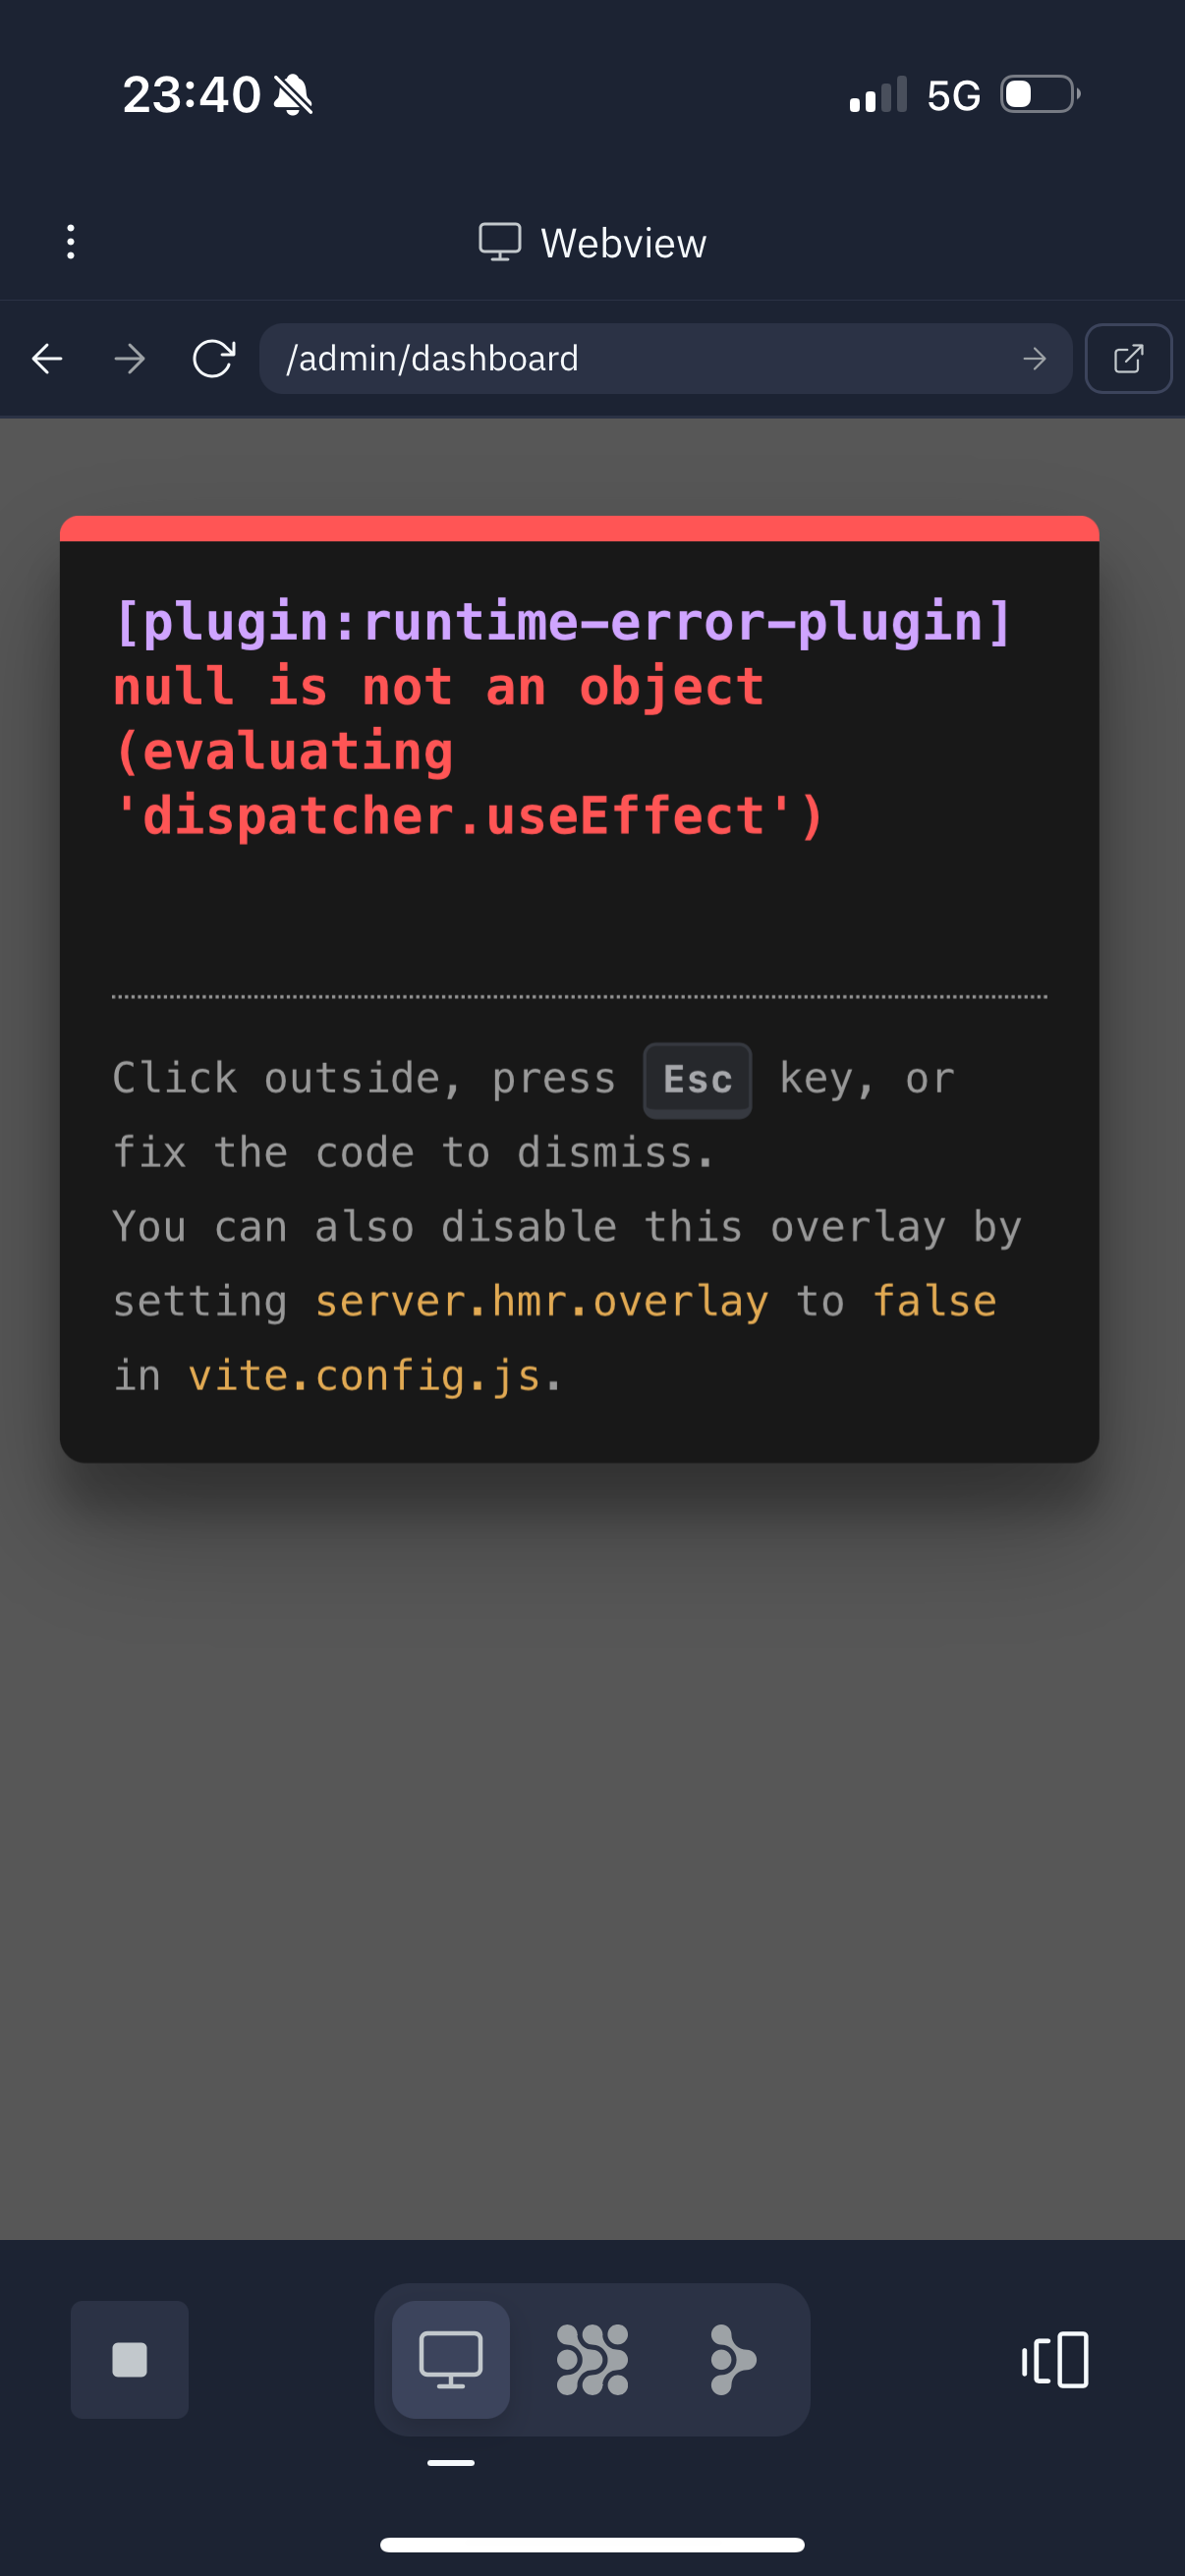 23:40
5G
Webview
/admin/dashboard
[plugin:runtime-error-plugin]
null is not an object
(evaluating
'dispatcher.useEffect')
Click outside, press Esc key, or
fix the code to dismiss.
You can also disable this overlay by
setting server.hmr.overlay to false
in vite.config.js.